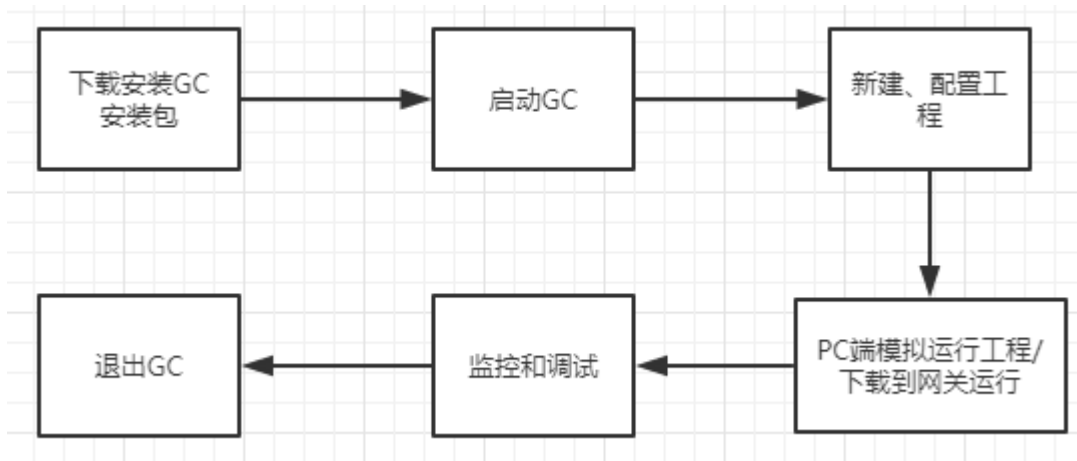 下载安装GC
安装包
启动GC
新建、配置工
程
PC端模拟运行工程/
下载到网关运行
监控和调试
退出GC